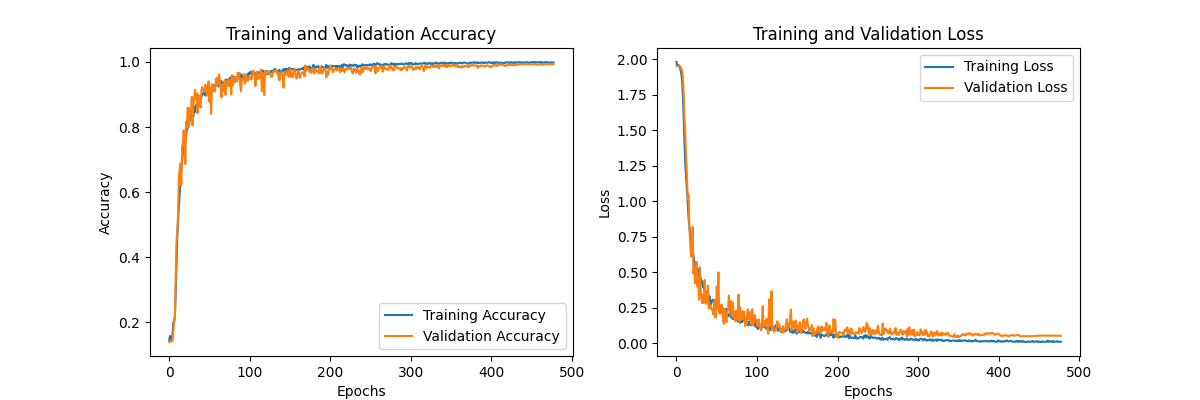 Training and Validation Accuracy
1.0
0.8
0.6
0.4
0.2
Accuracy
0 100 200 300 400 500
Epochs
Training Accuracy
Validation Accuracy
Training and Validation Loss
2.00
1.75
1.50
1.25
1.00
0.75
0.50
0.25
0.00
Loss
0 100 200 300 400 500
Epochs
Training Loss
Validation Loss